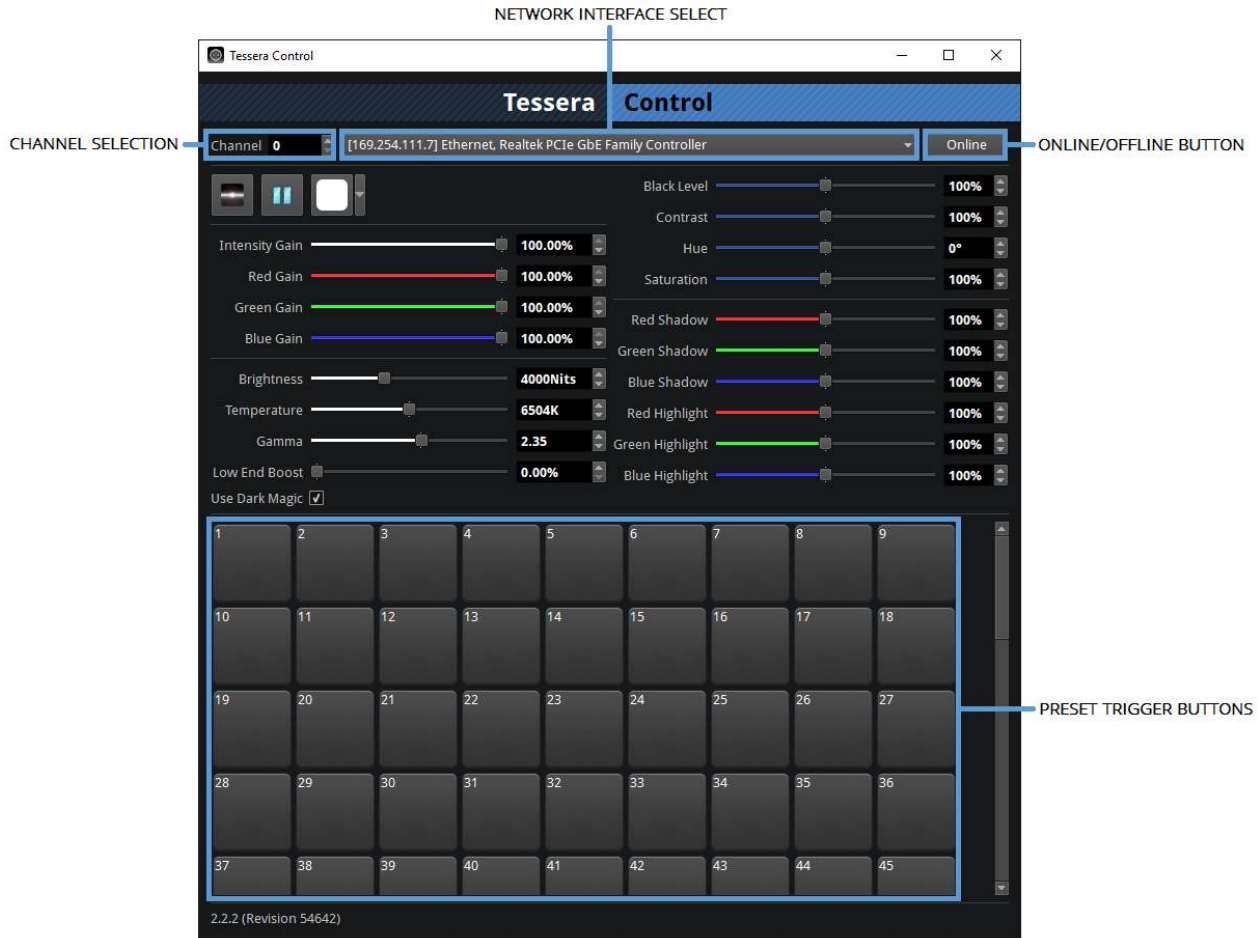 NETWORK INTERFACE SELECT
Tessera Control
Tessera Control
CHANNEL SELECTION
Channel 0
[169.254.111.7] Ethernet, Realtek PCIe GbE Family Controller
Online
ONLINE/OFFLINE BUTTON
Intensity Gain 100.00%
Red Gain 100.00%
Green Gain 100.00%
Blue Gain 100.00%
Brightness 4000Nits
Temperature 6504K
Gamma 2.35
Low End Boost 0.00%
Use Dark Magic
Black Level 100%
Contrast 100%
Hue 0°
Saturation 100%
Red Shadow 100%
Green Shadow 100%
Blue Shadow 100%
Red Highlight 100%
Green Highlight 100%
Blue Highlight 100%
1 2 3 4 5 6 7 8 9
10 11 12 13 14 15 16 17 18
19 20 21 22 23 24 25 26 27
PRESET TRIGGER BUTTONS
28 29 30 31 32 33 34 35 36
37 38 39 40 41 42 43 44 45
2.2.2 (Revision 54642)